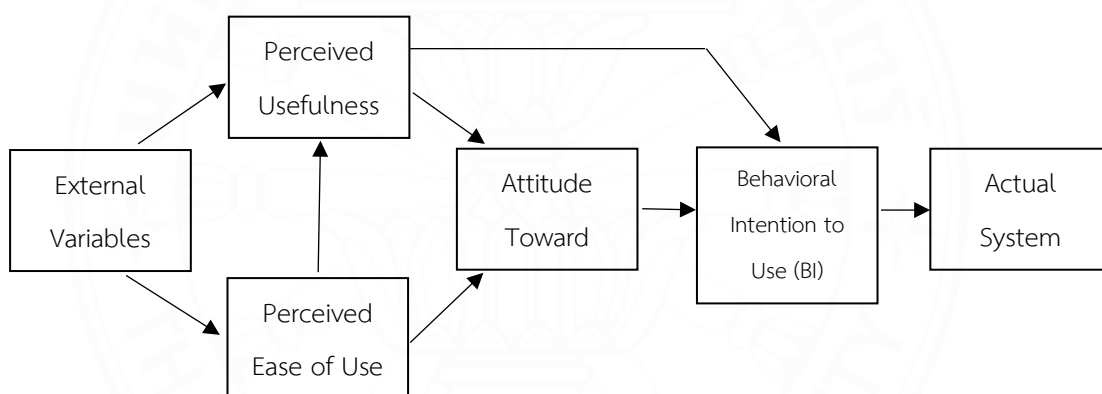 Perceived
Usefulness
External
Variables
Perceived
Ease of Use
Attitude
Toward
Behavioral
Intention to
Use (BI)
Actual
System